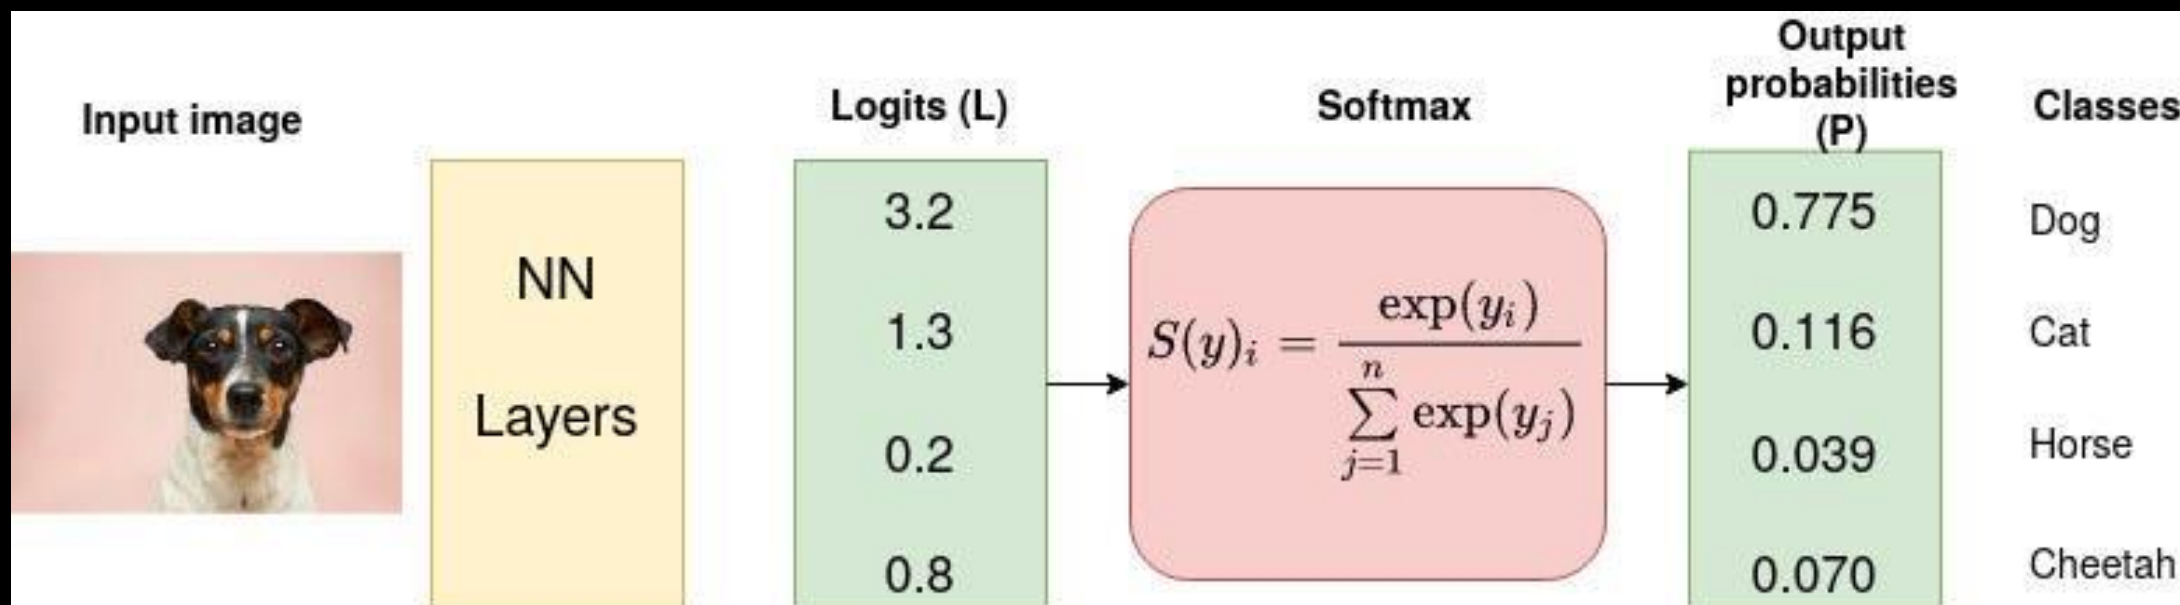 Input image
NN
Layers
Logits (L)
3.2
1.3
0.2
0.8
Softmax
S(y)_i = exp(y_i) / \sum_{j=1}^{n} exp(y_j)
Output
probabilities
(P)
0.775
0.116
0.039
0.070
Classes
Dog
Cat
Horse
Cheetah